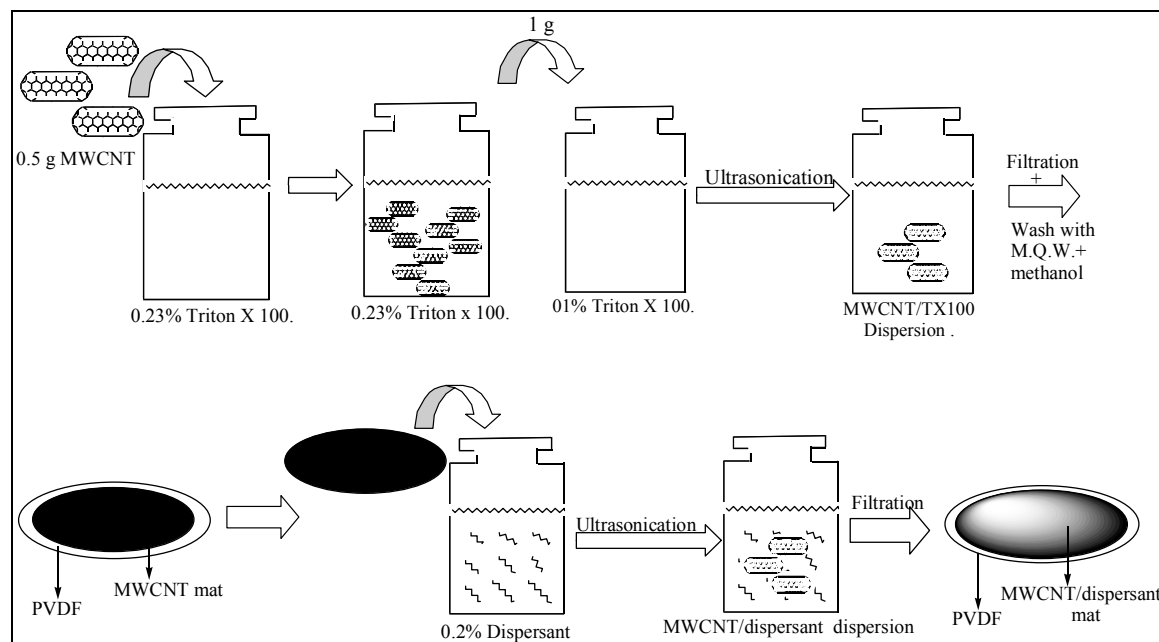 1 g
0.5 g MWCNT
0.23% Triton X 100.
0.23% Triton x 100.
01% Triton X 100.
Ultrasonication
MWCNT/TX100
Dispersion .
Filtration
+
Wash with
M.Q.W.+
methanol
PVDF
MWCNT mat
0.2% Dispersant
Ultrasonication
MWCNT/dispersant dispersion
Filtration
PVDF
MWCNT/dispersant
mat